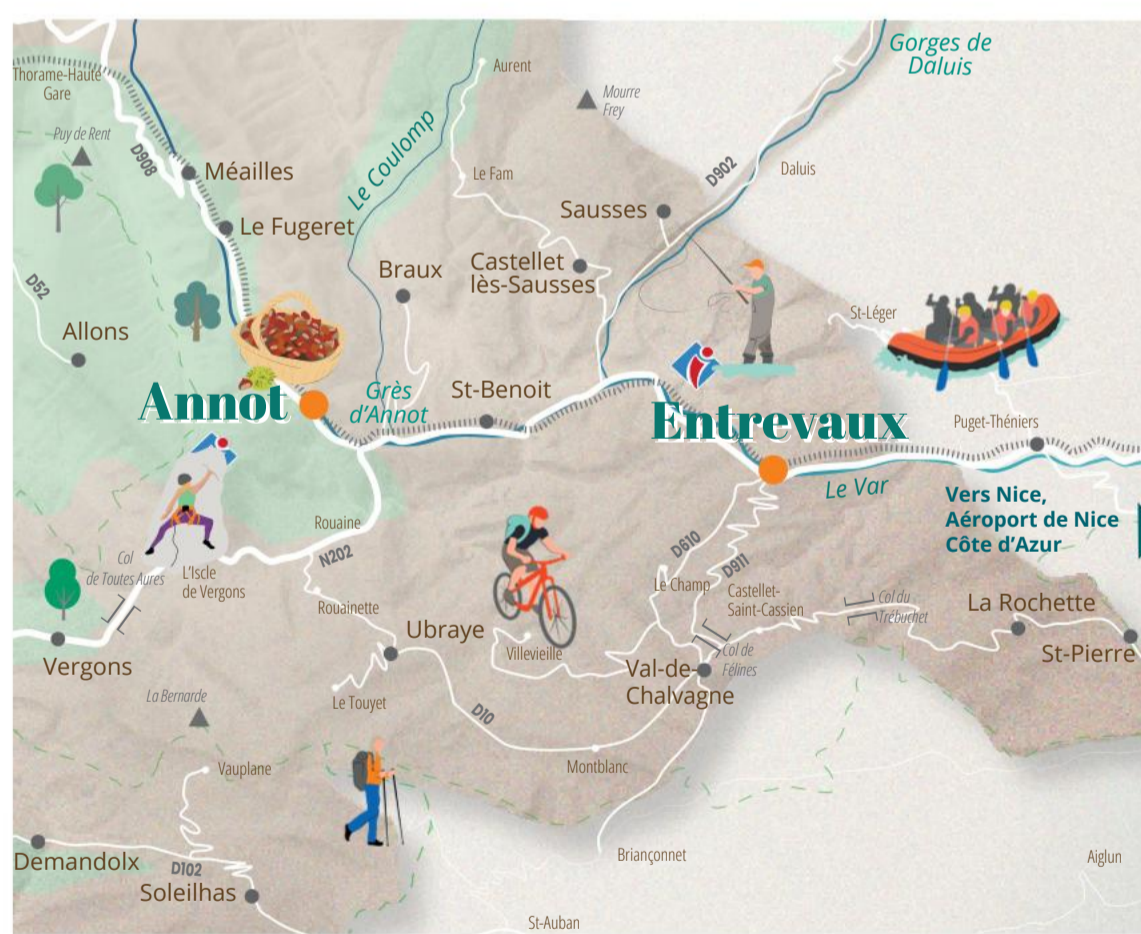 Gorges de
Daluis
Aurent
Thorame-Haute
Gare
Mourre
Frey
Puy de Rent
D908
Le Coulomp
D902
Daluis
Méailles
Le Fam
Sausses
Le Fugeret
Braux
Castellet
lès-Sausses
D52
Allons
St-Léger
Annot
Grès
d'Annot
St-Benoit
Entrevaux
Puget-Théniers
Le Var
Vers Nice,
Aéroport de Nice
Côte d'Azur
Rouaine
N202
D610
D911
Col
de Toutes Aures
L'Iscle
de Vergons
Le Champ
Castellet-
Saint-Cassien
Col du
Trébuchet
La Rochette
Rouainette
Ubraye
Villevieille
Vergons
Val-de-
Chalvagne
Col de
Félines
St-Pierre
La Bernarde
Le Touyet
D10
Vauplane
Montblanc
Demandolx
D102
Soleilhas
Briançonnet
Aiglun
St-Auban